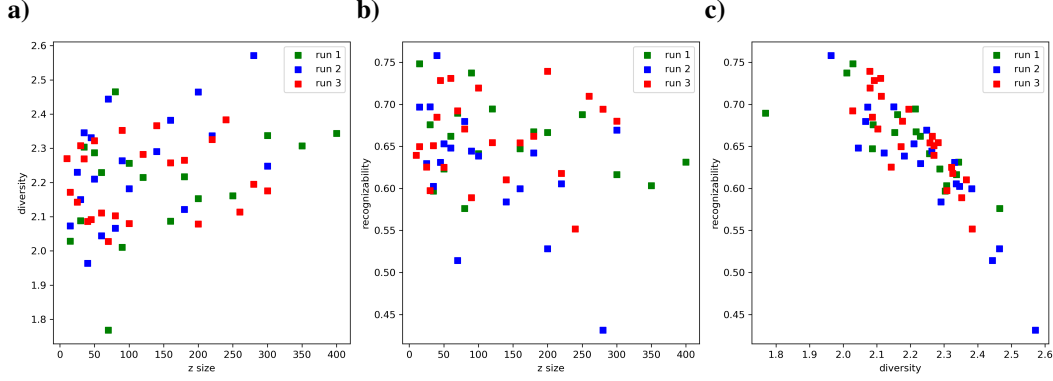 a)
b)
c)
run 1
run 2
run 3
diversity
2.6
2.5
2.4
2.3
2.2
2.1
2.0
1.9
1.8
0 50 100 150 200 250 300 350 400
z size
run 1
run 2
run 3
recognizability
0.75
0.70
0.65
0.60
0.55
0.50
0.45
0 50 100 150 200 250 300 350 400
z size
run 1
run 2
run 3
recognizability
0.75
0.70
0.65
0.60
0.55
0.50
0.45
1.8 1.9 2.0 2.1 2.2 2.3 2.4 2.5 2.6
diversity